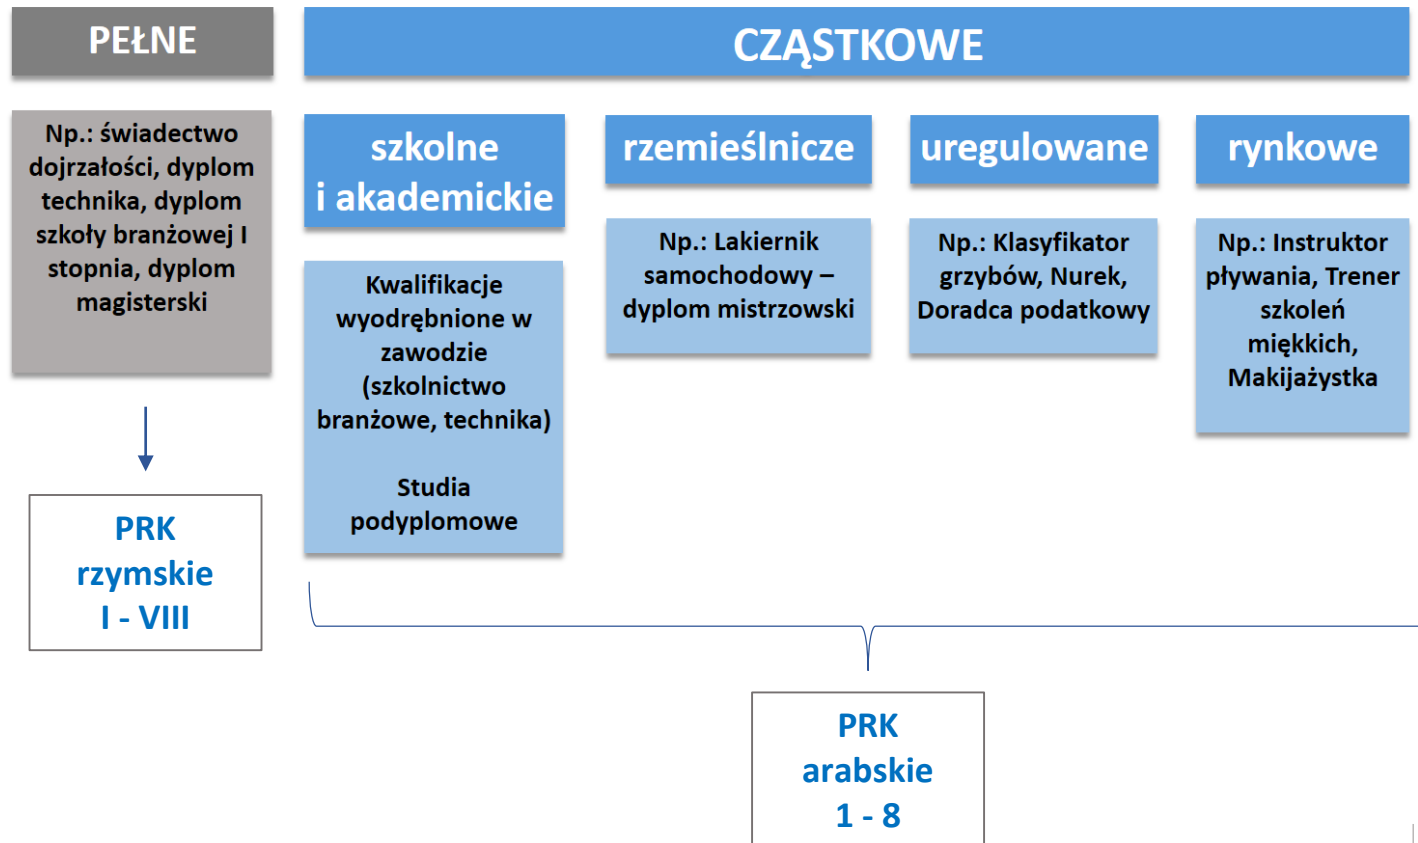 PEŁNE
CZĄSTKOWE
Np.: świadectwo
dojrzałości, dyplom
technika, dyplom
szkoły branżowej I
stopnia, dyplom
magisterski
PRK
rzymskie
I - VIII
szkolne
i akademickie
Kwalifikacje
wyodrębnione w
zawodzie
(szkolnictwo
branżowe, technika)
Studia
podyplomowe
rzemieślnicze
Np.: Lakiernik
samochodowy –
dyplom mistrzowski
uregulowane
Np.: Klasyfikator
grzybów, Nurek,
Doradca podatkowy
rynkowe
Np.: Instruktor
pływania, Trener
szkoleń
miękkich,
Makijażystka
PRK
arabskie
1 - 8